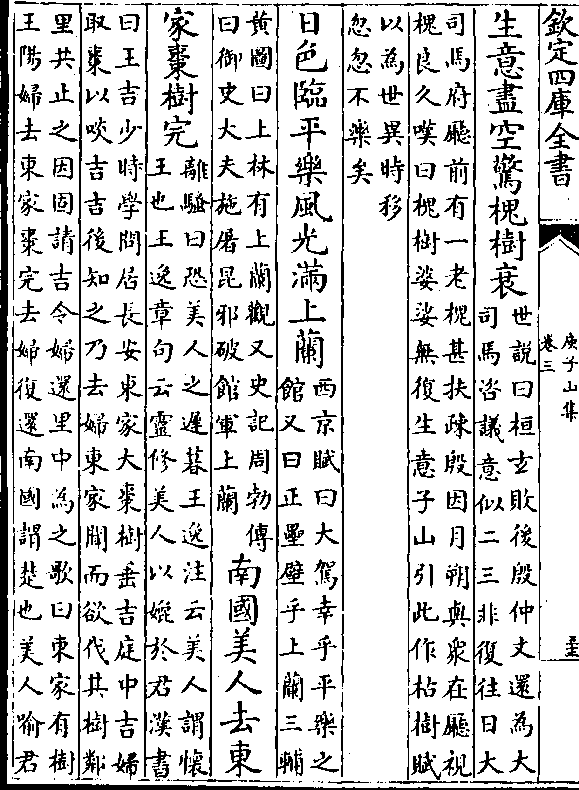 欽定四庫全書
庾子山集
卷三
生意盡空驚槐樹衰
世說曰桓玄敗後殷仲文還為大
司馬咨議意似二三非復往日大
司馬府廳前有一老槐甚扶疎殷因月朔與衆在廳視
槐良久嘆曰槐樹婆娑無復生意子山引此作枯樹賦
以為世異時移
忽忽不樂矣
日色臨平樂風光滿上蘭
西京賦曰大駕幸乎平樂之
館又曰正壘壁乎上蘭三輔
黃圖曰上林有上蘭觀又史記周勃傳
曰御史大夫施屠昆邪破館軍上蘭
南國美人去東
家棗樹完
離騷曰恐美人之遲暮王逸注云美人謂懷
王也王逸章句云靈修美人以媲於君漢書
曰王吉少時學問居長安東家大棗樹垂吉庭中吉婦
取棗以啖吉吉後知之乃去婦東家聞而欲伐其樹鄰
里共止之因固請吉令婦還里中為之歌曰東家有樹
王陽婦去東家棗完去婦復還南國謂楚也美人喻君